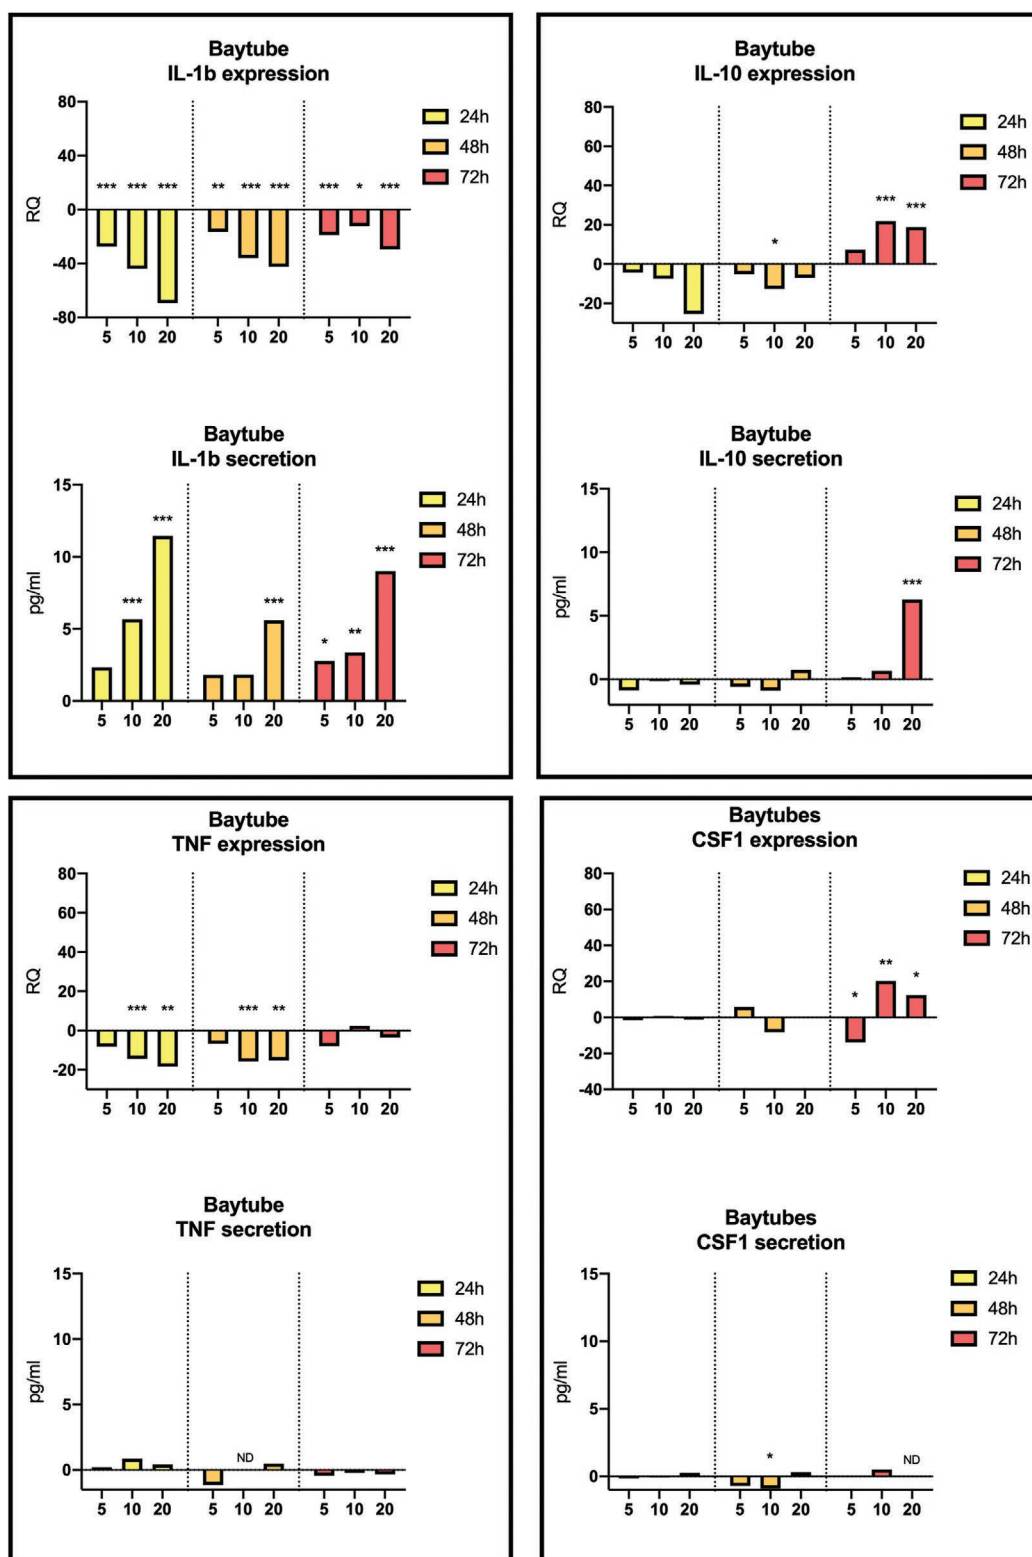 Baytube
IL-1b expression
80
40
0
-40
-80
RQ
*** *** *** ** *** *** *** * ***
5 10 20 5 10 20 5 10 20
24h
48h
72h
Baytube
IL-1b secretion
15
10
5
0
pg/ml
*** *** *** * ** ***
5 10 20 5 10 20 5 10 20
24h
48h
72h
Baytube
IL-10 expression
80
60
40
20
0
-20
RQ
* *** ***
5 10 20 5 10 20 5 10 20
24h
48h
72h
Baytube
IL-10 secretion
15
10
5
0
pg/ml
***
5 10 20 5 10 20 5 10 20
24h
48h
72h
Baytube
TNF expression
80
60
40
20
0
-20
RQ
*** ** *** **
5 10 20 5 10 20 5 10 20
24h
48h
72h
Baytube
TNF secretion
15
10
5
0
pg/ml
ND
5 10 20 5 10 20 5 10 20
24h
48h
72h
Baytubes
CSF1 expression
80
60
40
20
0
-20
-40
RQ
* ** *
5 10 20 5 10 20 5 10 20
24h
48h
72h
Baytubes
CSF1 secretion
15
10
5
0
pg/ml
* ND
5 10 20 5 10 20 5 10 20
24h
48h
72h